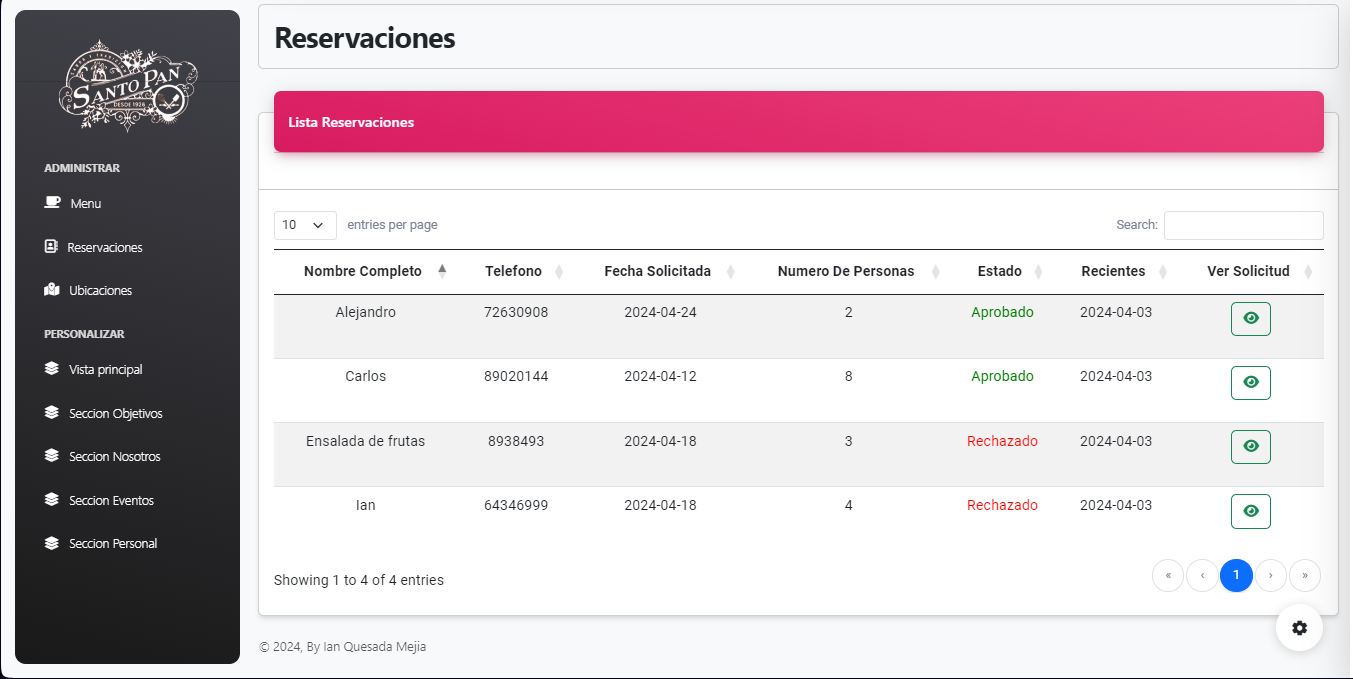 SANTO PAN
DESDE 1926
ADMINISTRAR
Menu
Reservaciones
Ubicaciones
PERSONALIZAR
Vista principal
Seccion Objetivos
Seccion Nosotros
Seccion Eventos
Seccion Personal
Reservaciones
Lista Reservaciones
10 entries per page Search:
Nombre Completo Telefono Fecha Solicitada Numero De Personas Estado Recientes Ver Solicitud
Alejandro 72630908 2024-04-24 2 Aprobado 2024-04-03
Carlos 89020144 2024-04-12 8 Aprobado 2024-04-03
Ensalada de frutas 8938493 2024-04-18 3 Rechazado 2024-04-03
Ian 64346999 2024-04-18 4 Rechazado 2024-04-03
Showing 1 to 4 of 4 entries « ‹ 1 › »
© 2024, By Ian Quesada Mejia